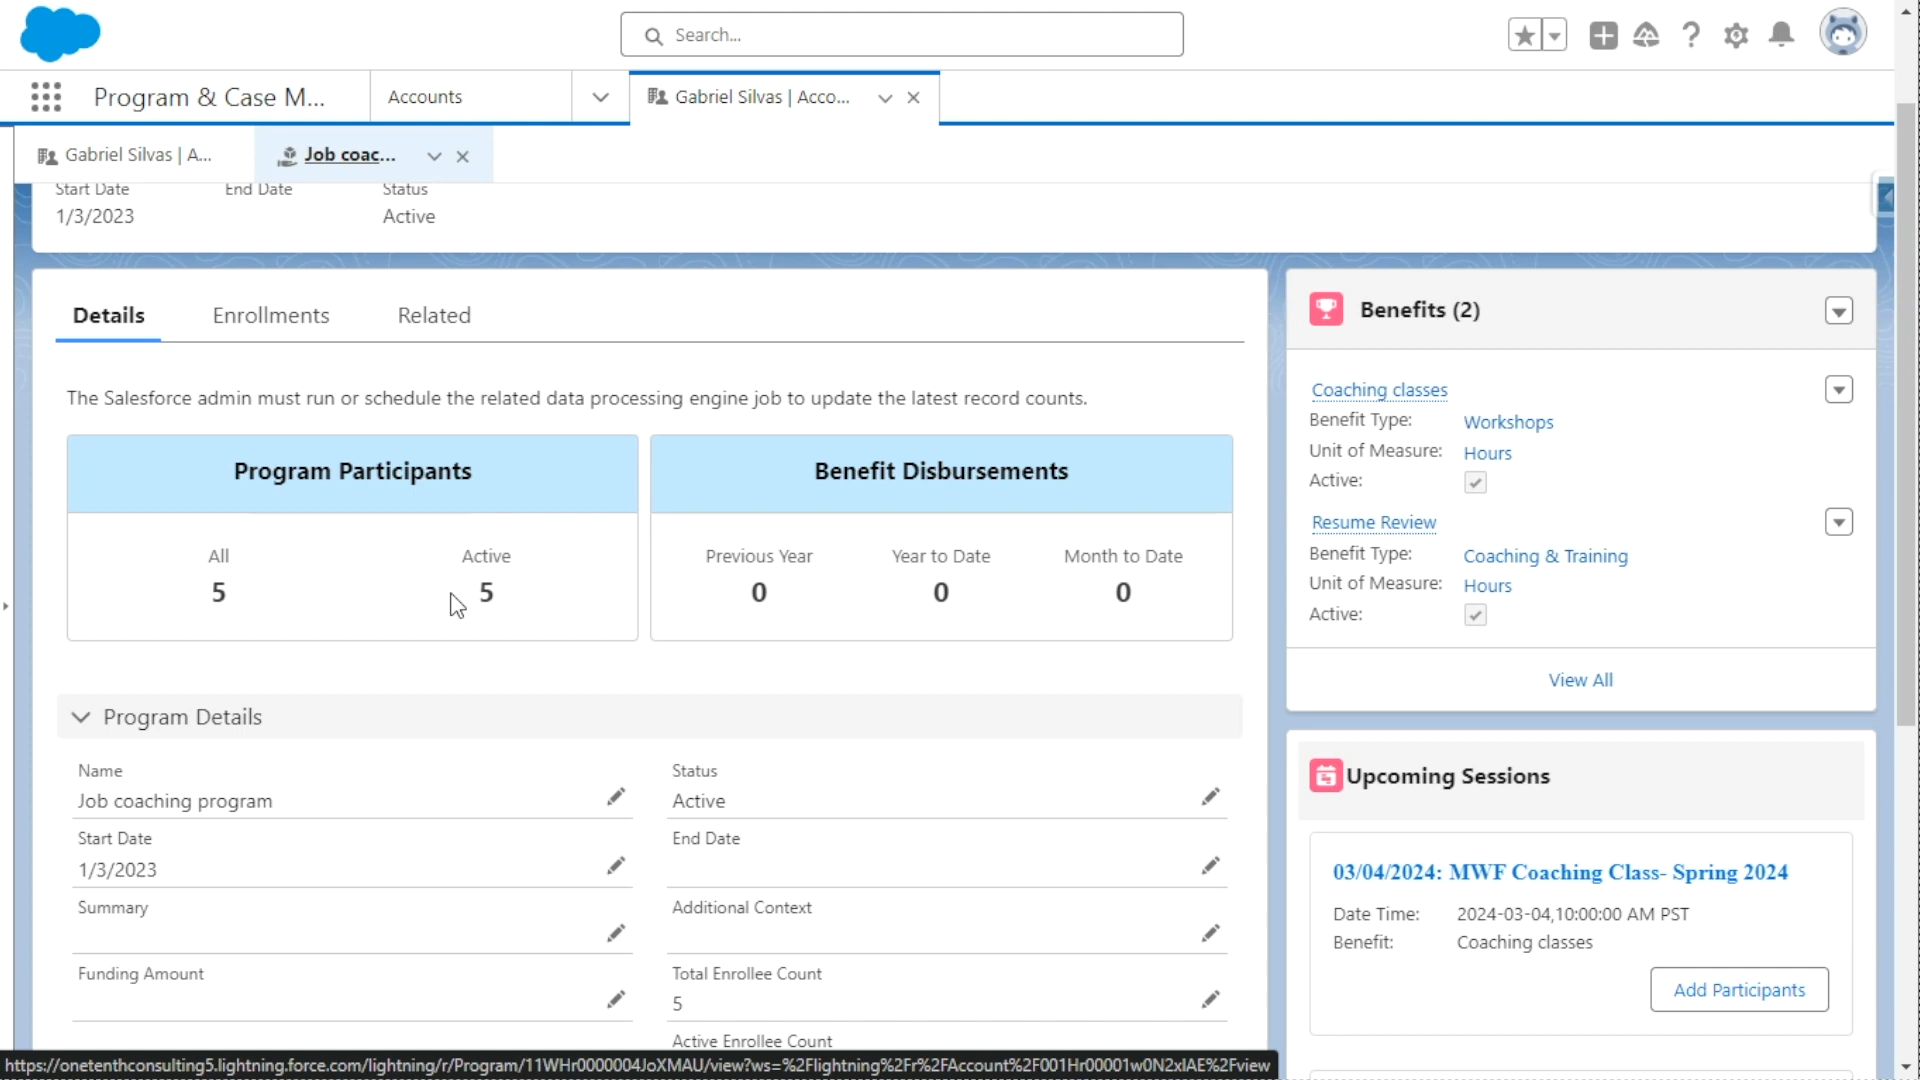 Search...
Program & Case M...
Accounts
Gabriel Silvas | Acco...
Gabriel Silvas | A...
Job coac...
Start Date
End Date
Status
1/3/2023
Active
Details
Enrollments
Related
The Salesforce admin must run or schedule the related data processing engine job to update the latest record counts.
Program Participants
All
Active
5
5
Benefit Disbursements
Previous Year
Year to Date
Month to Date
0
0
0
Program Details
Name
Job coaching program
Status
Active
Start Date
1/3/2023
End Date
Summary
Additional Context
Funding Amount
Total Enrollee Count
5
Active Enrollee Count
Benefits (2)
Coaching classes
Benefit Type: Workshops
Unit of Measure: Hours
Active:
Resume Review
Benefit Type: Coaching & Training
Unit of Measure: Hours
Active:
View All
Upcoming Sessions
03/04/2024: MWF Coaching Class- Spring 2024
Date Time: 2024-03-04,10:00:00 AM PST
Benefit: Coaching classes
Add Participants
https://onetenthconsulting5.lightning.force.com/lightning/r/Program/11WHr0000004JoXMAU/view?ws=%2Flightning%2Fr%2FAccount%2F001Hr00001w0N2xIAE%2Fview